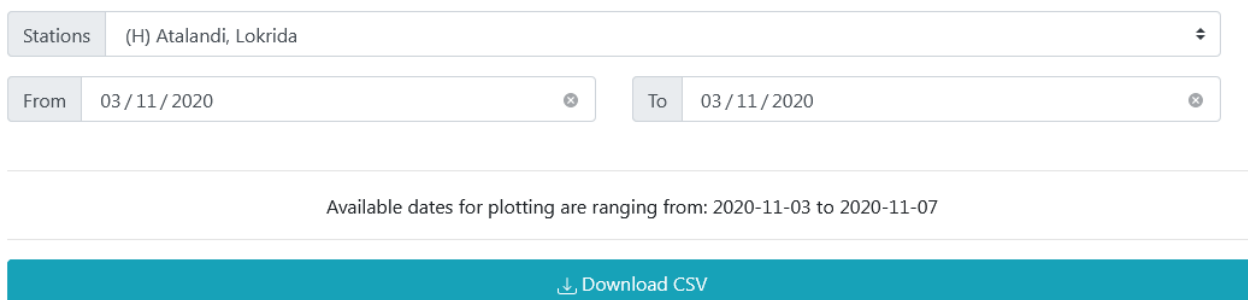 Stations (H) Atalandi, Lokrida
From 03/11/2020 To 03/11/2020
Available dates for plotting are ranging from: 2020-11-03 to 2020-11-07
Download CSV